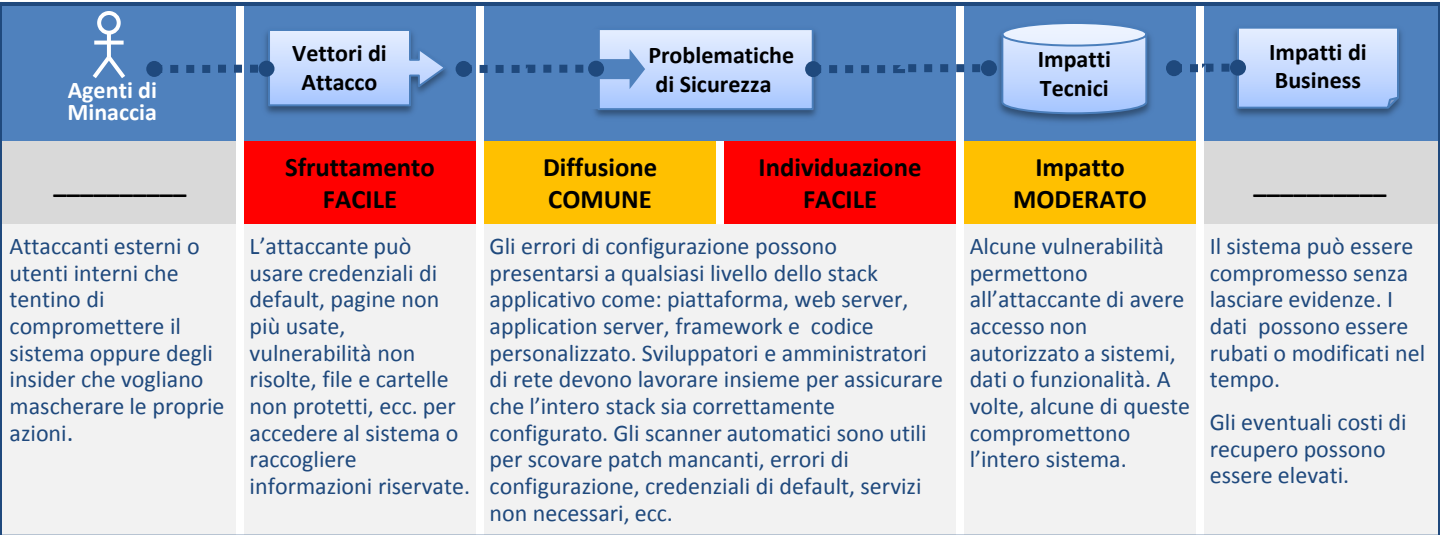 Agenti di
Minaccia
Vettori di
Attacco
Problematiche
di Sicurezza
Impatti
Tecnici
Impatti di
Business
__________
Sfruttamento
FACILE
Diffusione
COMUNE
Individuazione
FACILE
Impatto
MODERATO
__________
Attaccanti esterni o
utenti interni che
tentino di
compromettere il
sistema oppure degli
insider che vogliano
mascherare le proprie
azioni.
L’attaccante può
usare credenziali di
default, pagine non
più usate,
vulnerabilità non
risolte, file e cartelle
non protetti, ecc. per
accedere al sistema o
raccogliere
informazioni riservate.
Gli errori di configurazione possono
presentarsi a qualsiasi livello dello stack
applicativo come: piattaforma, web server,
application server, framework e codice
personalizzato. Sviluppatori e amministratori
di rete devono lavorare insieme per assicurare
che l’intero stack sia correttamente
configurato. Gli scanner automatici sono utili
per scovare patch mancanti, errori di
configurazione, credenziali di default, servizi
non necessari, ecc.
Alcune vulnerabilità
permettono
all’attaccante di avere
accesso non
autorizzato a sistemi,
dati o funzionalità. A
volte, alcune di queste
compromettono
l’intero sistema.
Il sistema può essere
compromesso senza
lasciare evidenze. I
dati possono essere
rubati o modificati nel
tempo.
Gli eventuali costi di
recupero possono
essere elevati.